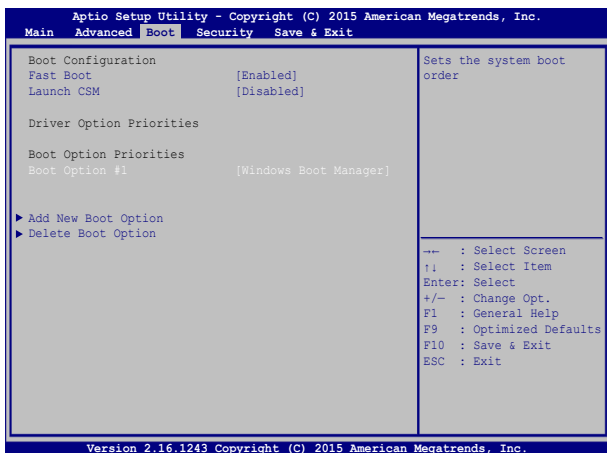 Aptio Setup Utility - Copyright (C) 2015 American Megatrends, Inc.
Main Advanced Boot Security Save & Exit
Boot Configuration
Fast Boot [Enabled]
Launch CSM [Disabled]
Driver Option Priorities
Boot Option Priorities
Boot Option #1 [Windows Boot Manager]
Add New Boot Option
Delete Boot Option
Sets the system boot
order
→← : Select Screen
↑↓ : Select Item
Enter: Select
+/— : Change Opt.
F1 : General Help
F9 : Optimized Defaults
F10 : Save & Exit
ESC : Exit
Version 2.16.1243 Copyright (C) 2015 American Megatrends, Inc.